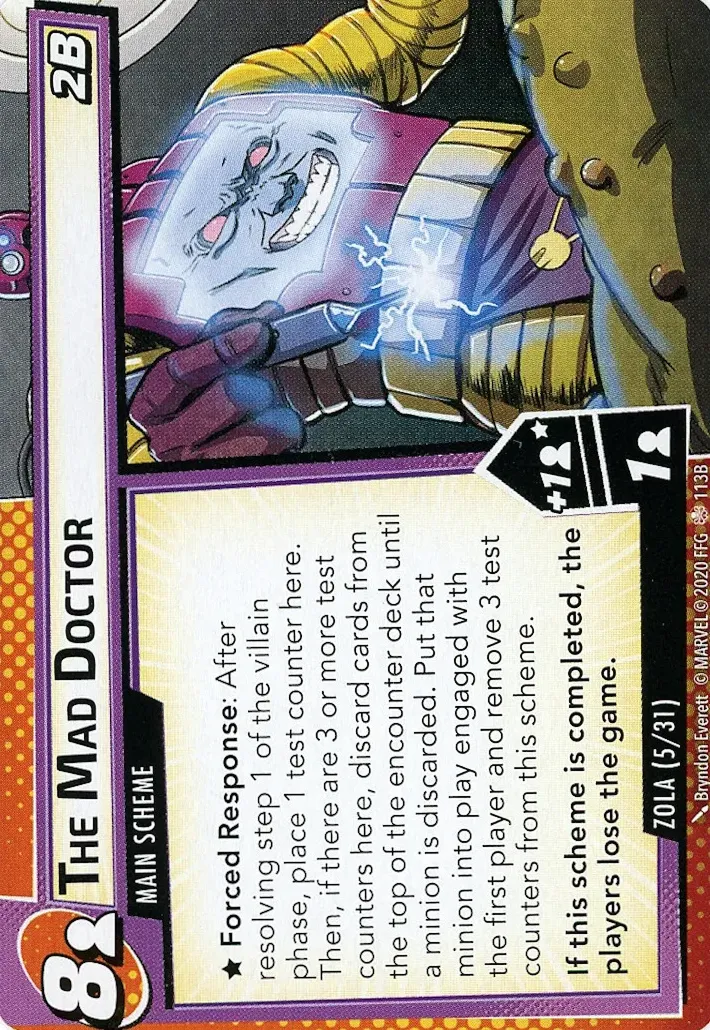 8
THE MAD DOCTOR
2B
MAIN SCHEME
★ Forced Response: After
resolving step 1 of the villain
phase, place 1 test counter here.
Then, if there are 3 or more test
counters here, discard cards from
the top of the encounter deck until
a minion is discarded. Put that
minion into play engaged with
the first player and remove 3 test
counters from this scheme.
If this scheme is completed, the
players lose the game.
+1 ★
1
ZOLA (5/31)
Bryndon Everett © MARVEL © 2020 FFG 113B